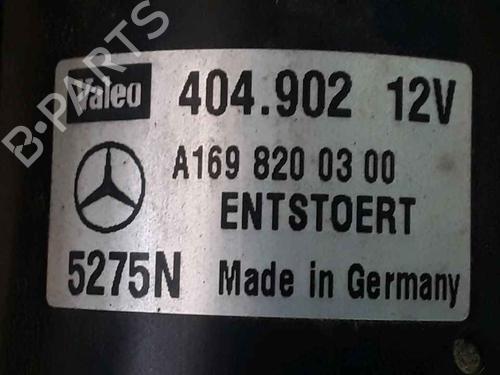 B-PARTS
Valeo 404.902 12V
A169 820 03 00
ENTSTOERT
5275N Made in Germany